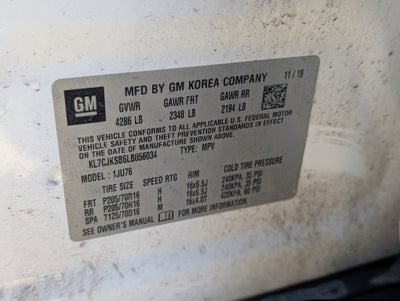 GM
MFD BY GM KOREA COMPANY 11 / 19
GVWR GAWR FRT GAWR RR
4286 LB 2348 LB 2194 LB
THIS VEHICLE CONFORMS TO ALL APPLICABLE U.S. FEDERAL MOTOR
VEHICLE SAFETY, BUMPER, AND THEFT PREVENTION STANDARDS
IN EFFECT ON THE DATE OF MANUFACTURE SHOWN ABOVE.
KL7CJKSB5LB056034 TYPE: MPV
MODEL : 1JU76
TIRE SIZE SPEED RTG RIM COLD TIRE PRESSURE
FRT P205/70R16 H 16x6.5J 240KPA, 35 PSI
RR P205/70R16 H 16x6.5J 240KPA, 35 PSI
SPA T125/70D16 M 16x4.0T 420KPA, 60 PSI
SEE OWNER'S MANUAL FOR MORE INFORMATION.